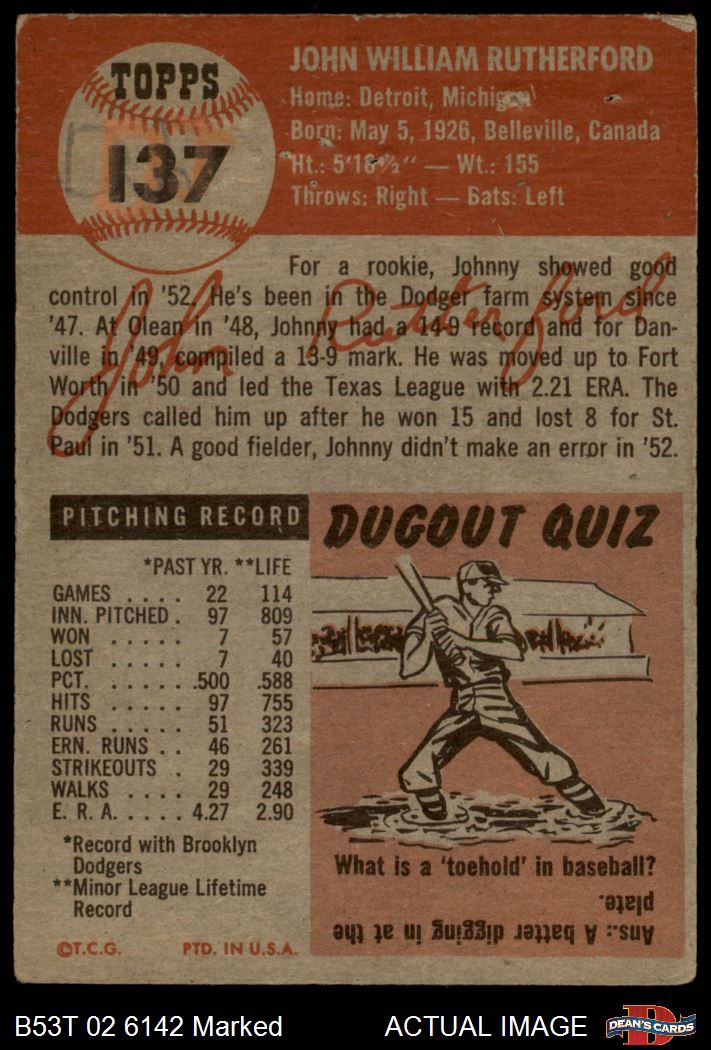 TOPPS
137
JOHN WILLIAM RUTHERFORD
Home: Detroit, Michigan
Born: May 5, 1926, Belleville, Canada
Ht.: 5'10½" — Wt.: 155
Throws: Right — Bats: Left
For a rookie, Johnny showed good
control in '52. He's been in the Dodger farm system since
'47. At Olean in '48, Johnny had a 14-9 record and for Dan-
ville in '49, compiled a 13-9 mark. He was moved up to Fort
Worth in '50 and led the Texas League with 2.21 ERA. The
Dodgers called him up after he won 15 and lost 8 for St.
Paul in '51. A good fielder, Johnny didn't make an error in '52.
John Rutherford
PITCHING RECORD
*PAST YR. **LIFE
GAMES .... 22 114
INN. PITCHED . 97 809
WON ..... 7 57
LOST ..... 7 40
PCT. ...... .500 .588
HITS ..... 97 755
RUNS ..... 51 323
ERN. RUNS .. 46 261
STRIKEOUTS . 29 339
WALKS .... 29 248
E. R. A. .... 4.27 2.90
*Record with Brooklyn
Dodgers
**Minor League Lifetime
Record
©T.C.G. PTD. IN U.S.A.
DUGOUT QUIZ
What is a 'toehold' in baseball?
Ans.: A batter digging in at the
plate.
B53T 02 6142 Marked
ACTUAL IMAGE
DEAN'S CARDS